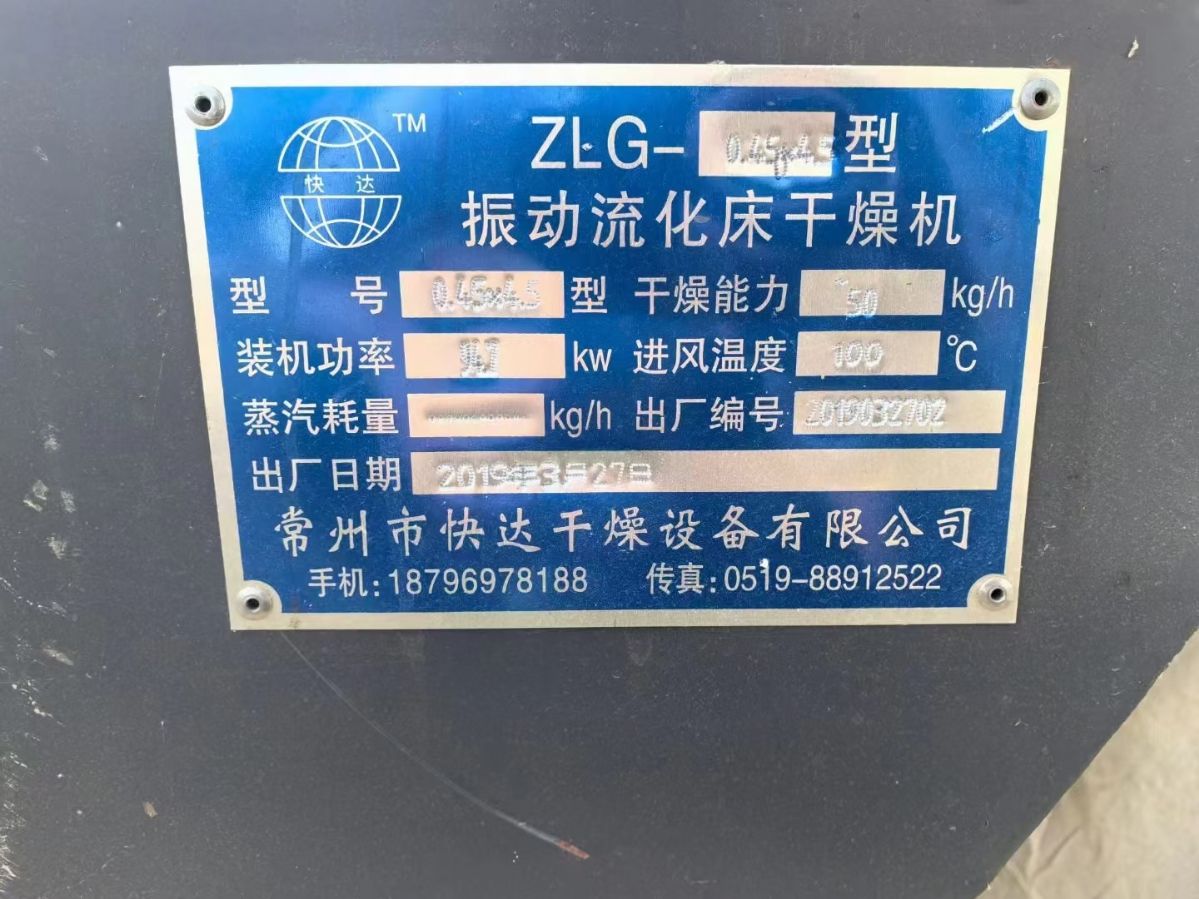 快达 TM
ZLG-0.45×4.5型
振动流化床干燥机
型号 0.45×4.5 型 干燥能力 50 kg/h
装机功率 kw 进风温度 100 ℃
蒸汽耗量 kg/h 出厂编号 2019032702
出厂日期 2019年3月27日
常州市快达干燥设备有限公司
手机:18796978188 传真:0519-88912522